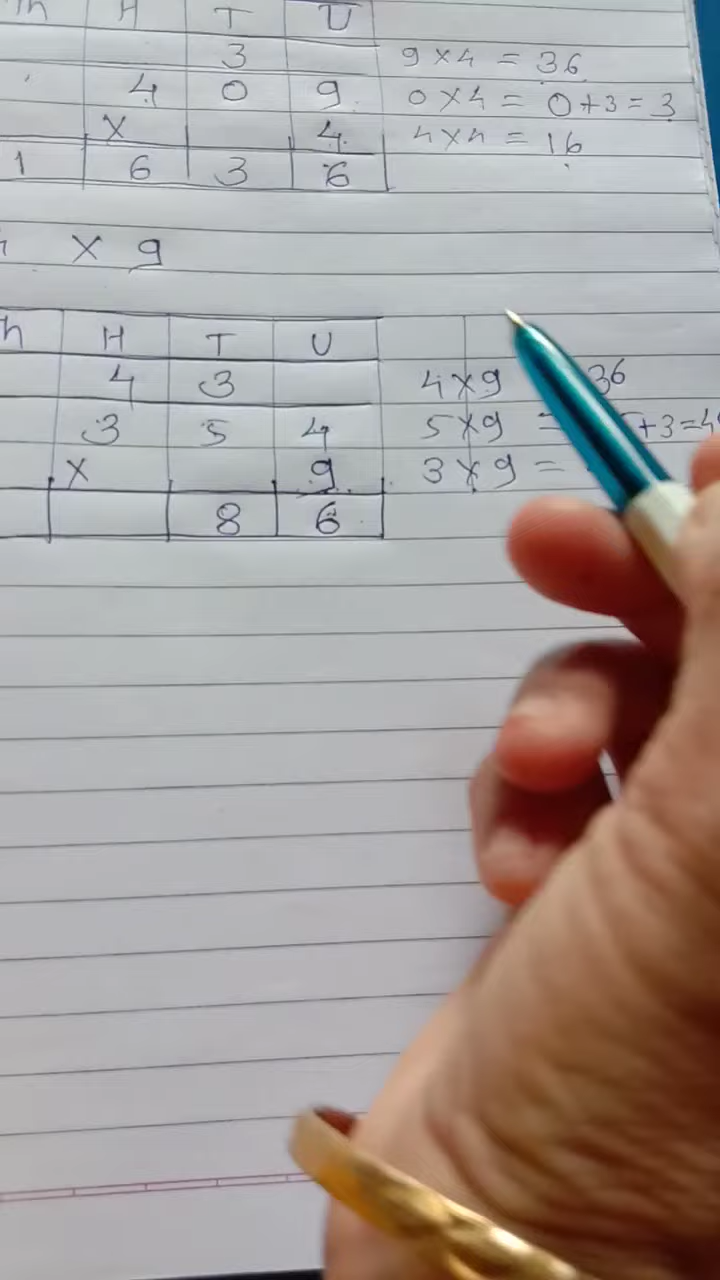 Th H T U
3 9 x 4 = 36
4 0 9 0 x 4 = 0 + 3 = 3
x 4 4 x 4 = 16
1 6 3 6
x 9
H T U
4 3 4 x 9 36
3 5 4 5 x 9 = + 3 =
x 9 3 x 9 =
8 6